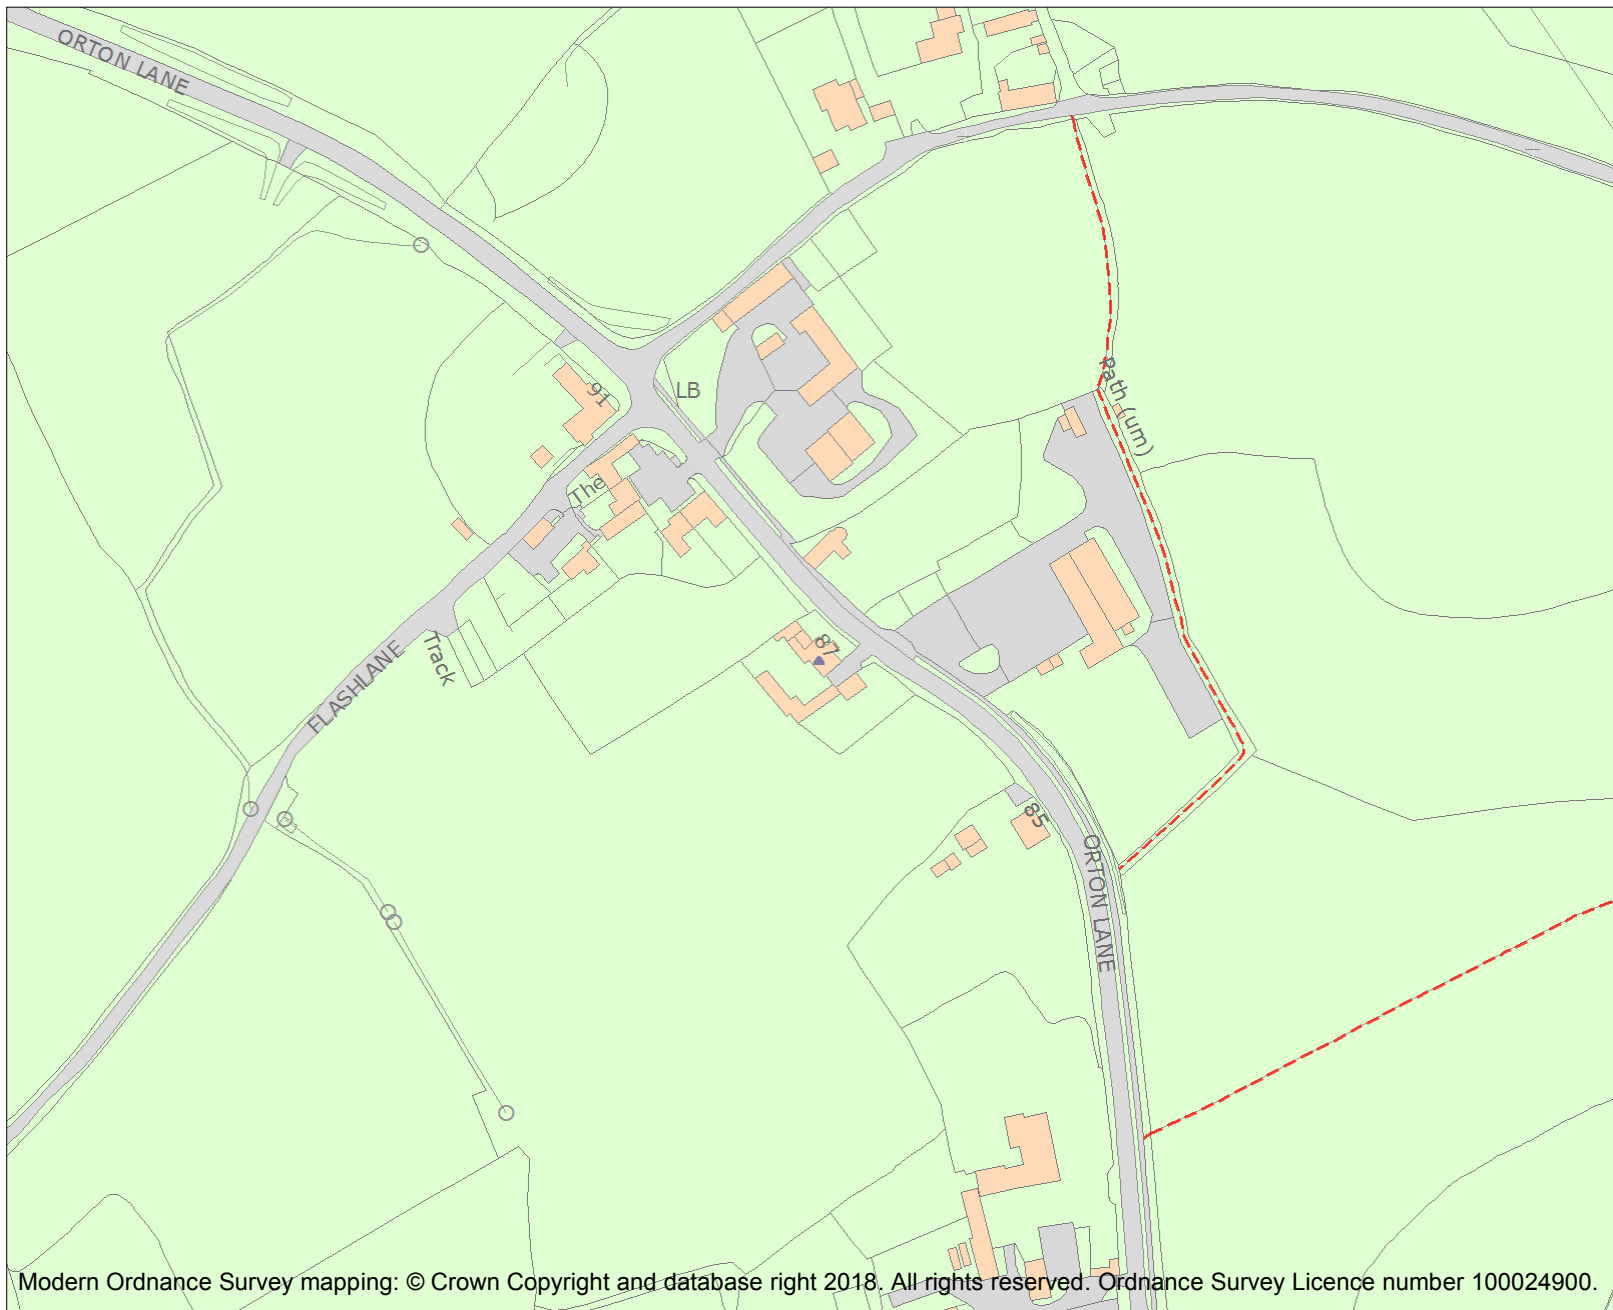 ORTON LANE
Path (um)
LB
91
The
87
Track
FLASHLANE
85
ORTON LANE
Modern Ordnance Survey mapping: © Crown Copyright and database right 2018. All rights reserved. Ordnance Survey Licence number 100024900.